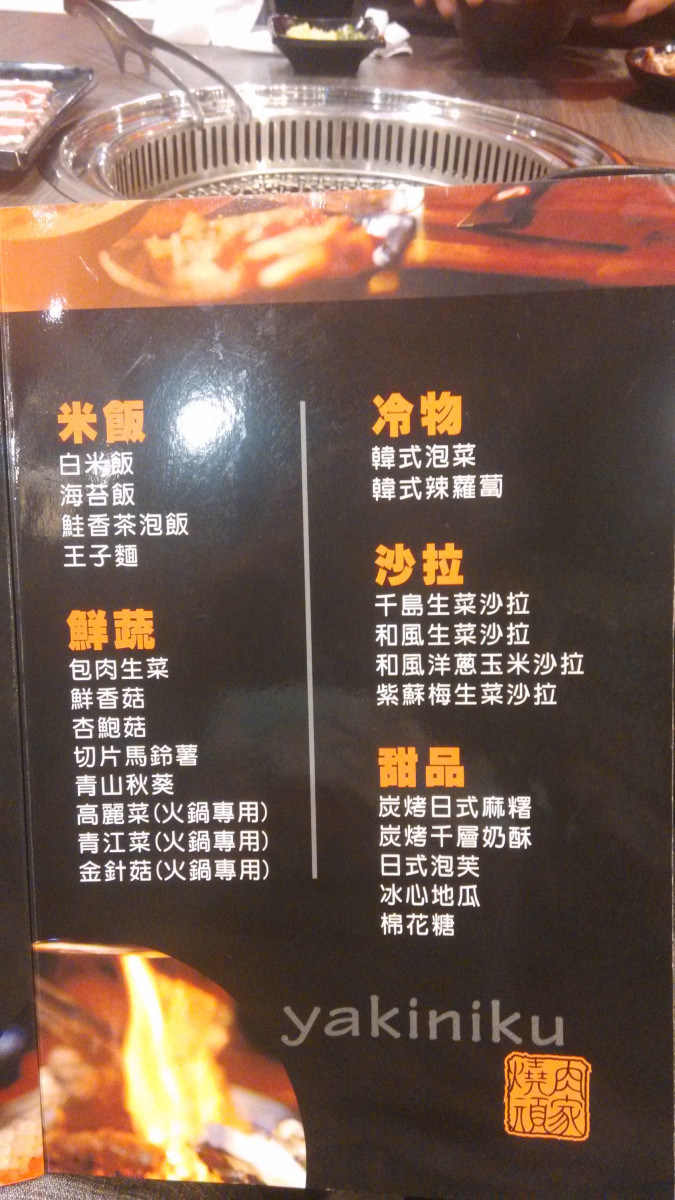 米飯
白米飯
海苔飯
鮭香茶泡飯
王子麵
鮮蔬
包肉生菜
鮮香菇
杏鮑菇
切片馬鈴薯
青山秋葵
高麗菜(火鍋專用)
青江菜(火鍋專用)
金針菇(火鍋專用)
冷物
韓式泡菜
韓式辣蘿蔔
沙拉
千島生菜沙拉
和風生菜沙拉
和風洋蔥玉米沙拉
紫蘇梅生菜沙拉
甜品
炭烤日式麻糬
炭烤千層奶酥
日式泡芙
冰心地瓜
棉花糖
yakiniku
肉家
燒頂